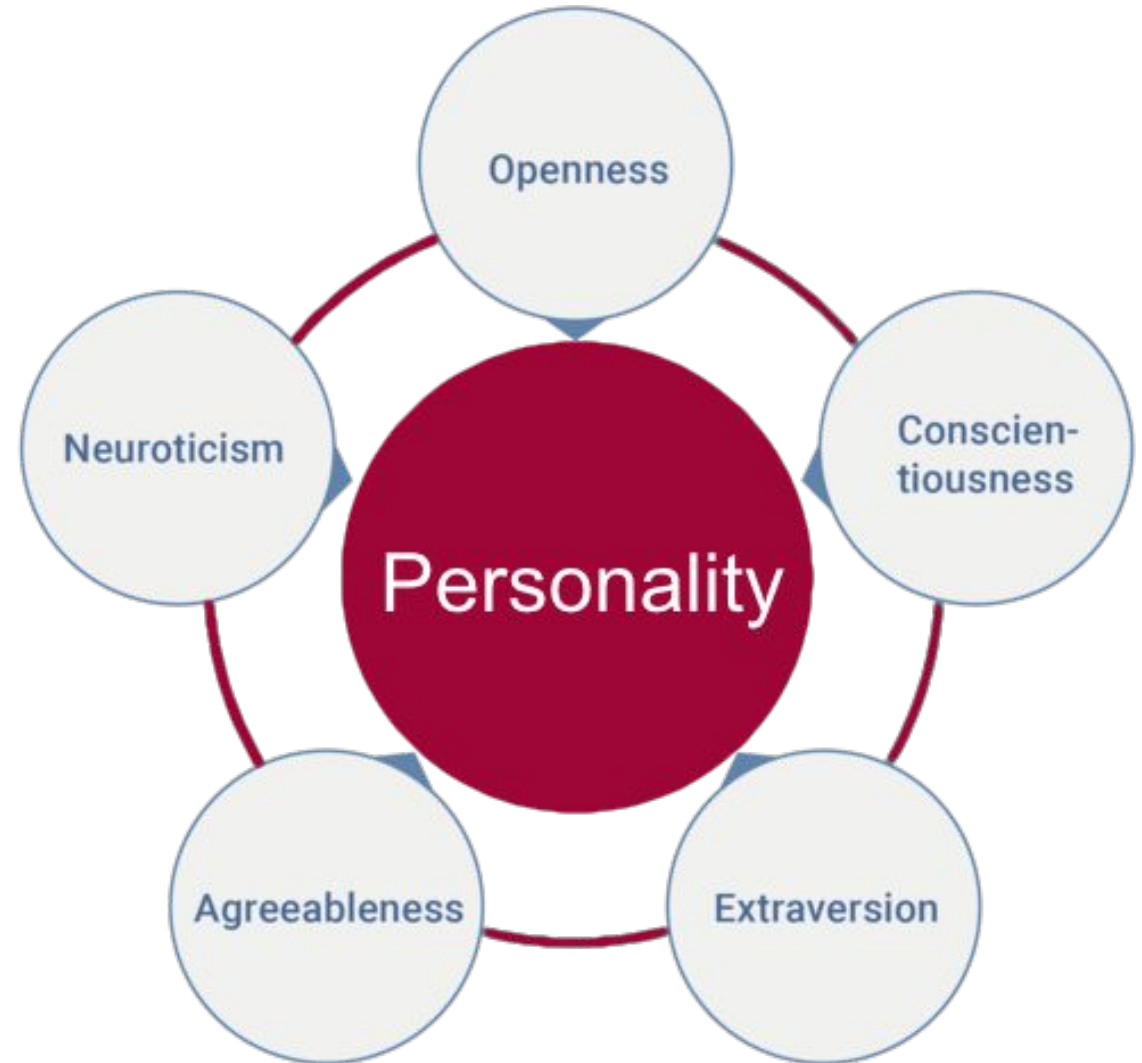 Openness
Neuroticism
Conscien-
tiousness
Personality
Agreeableness
Extraversion